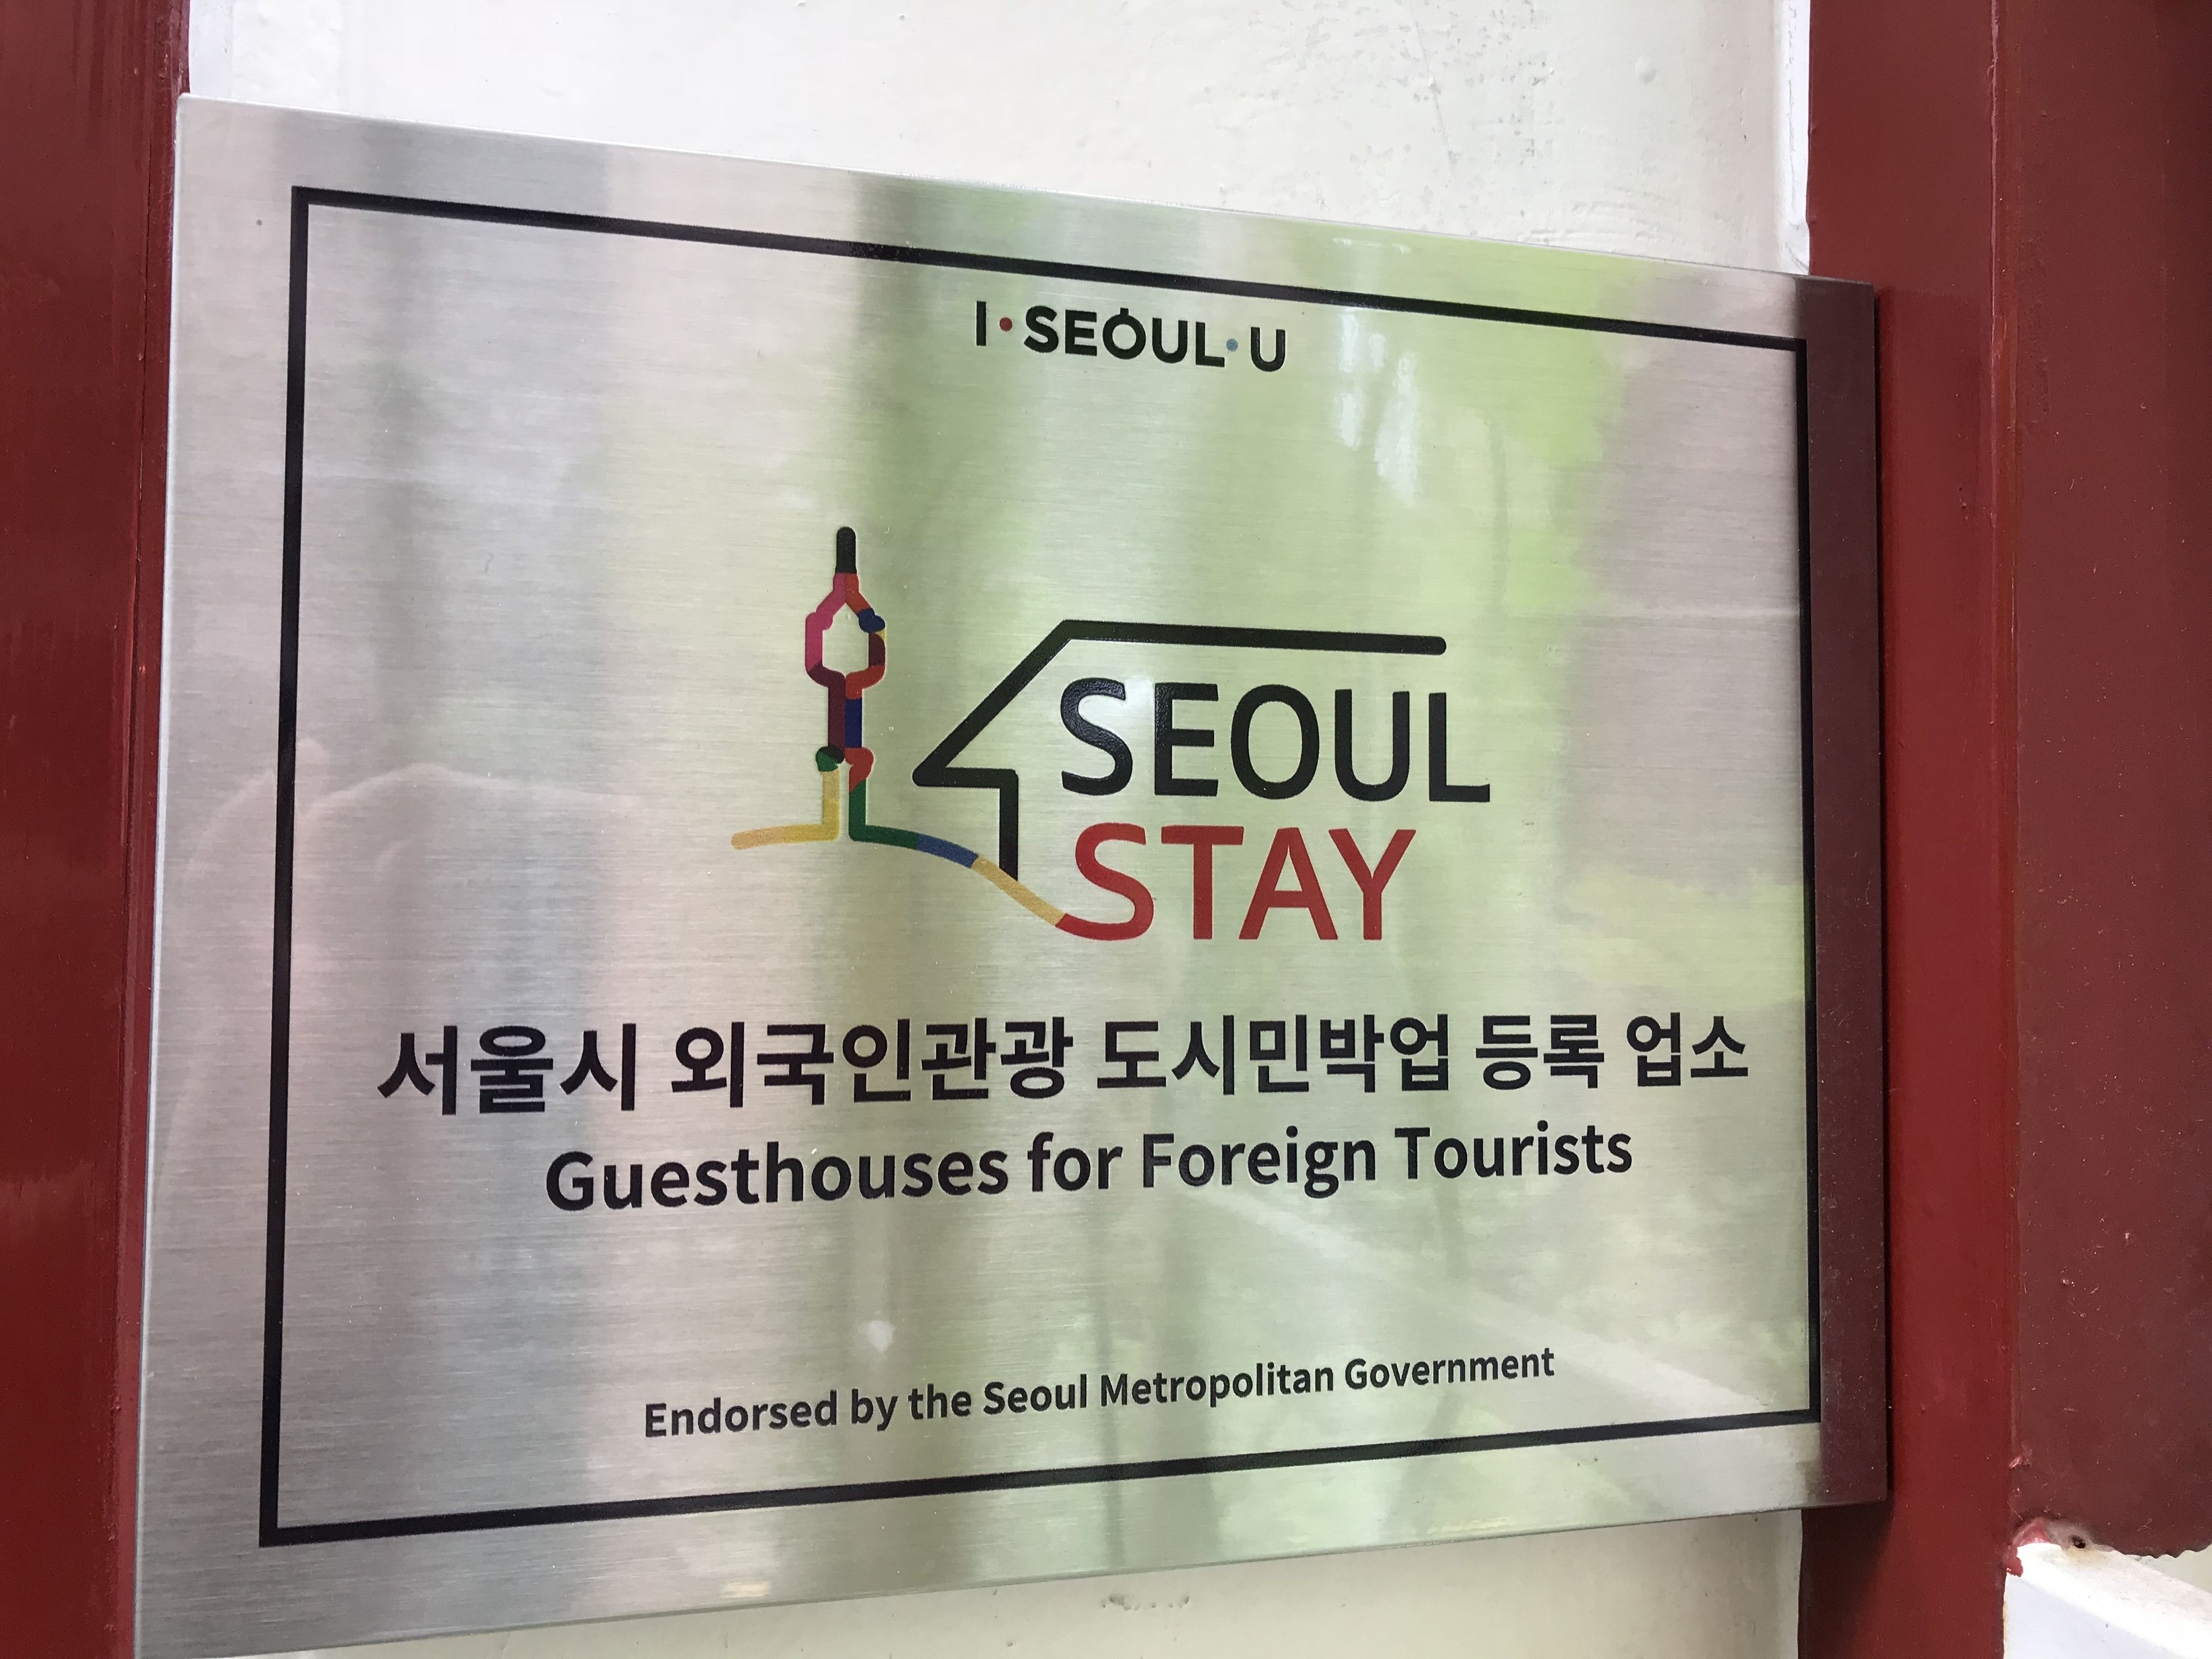 I·SEOUL·U
SEOUL
STAY
서울시 외국인관광 도시민박업 등록 업소
Guesthouses for Foreign Tourists
Endorsed by the Seoul Metropolitan Government